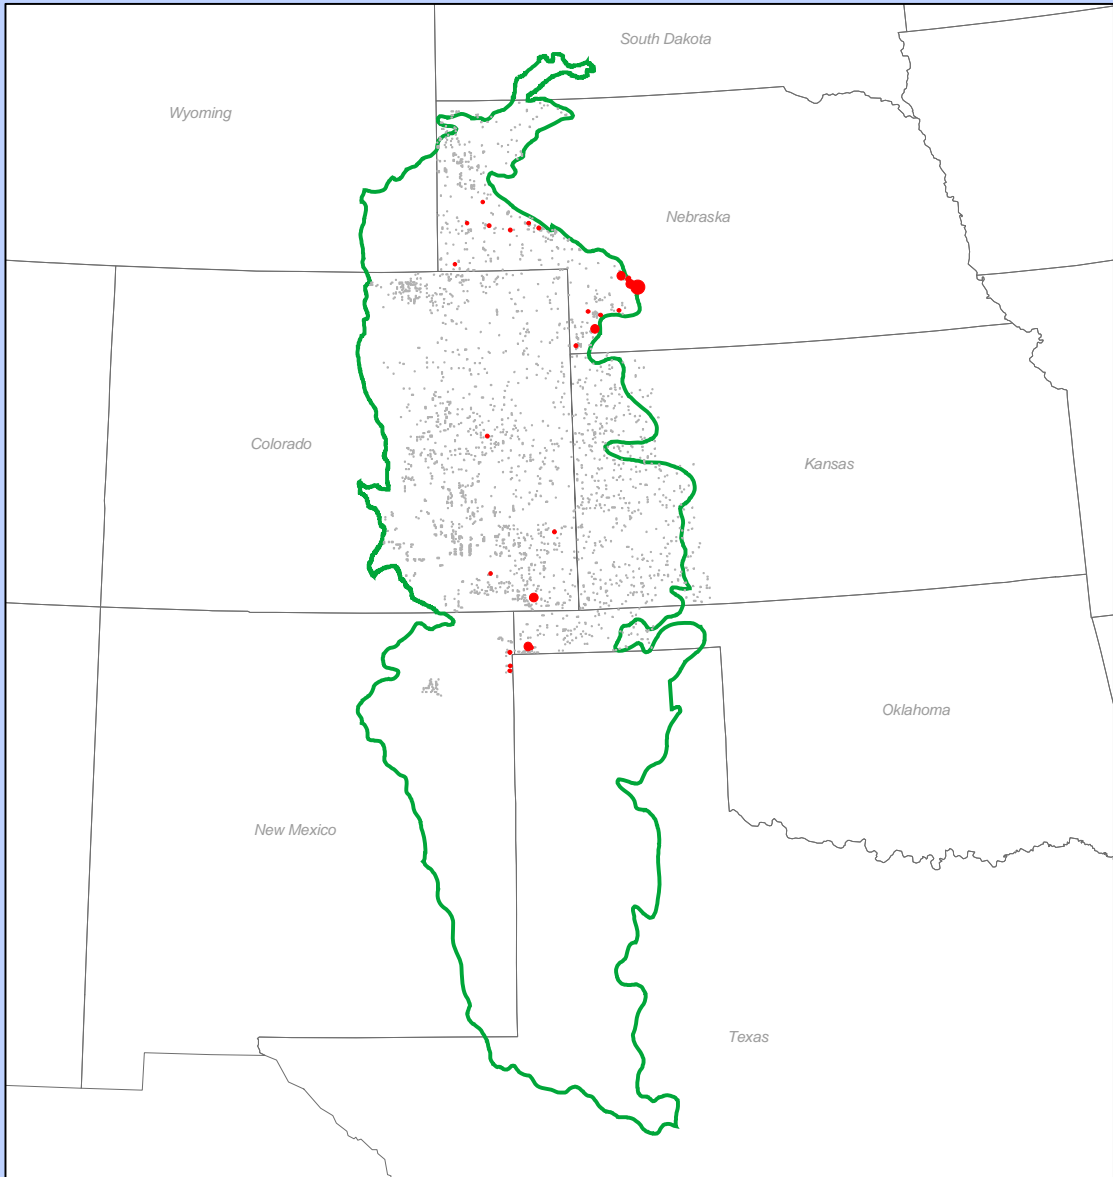 South Dakota
Wyoming
Nebraska
Colorado
Kansas
Oklahoma
New Mexico
Texas